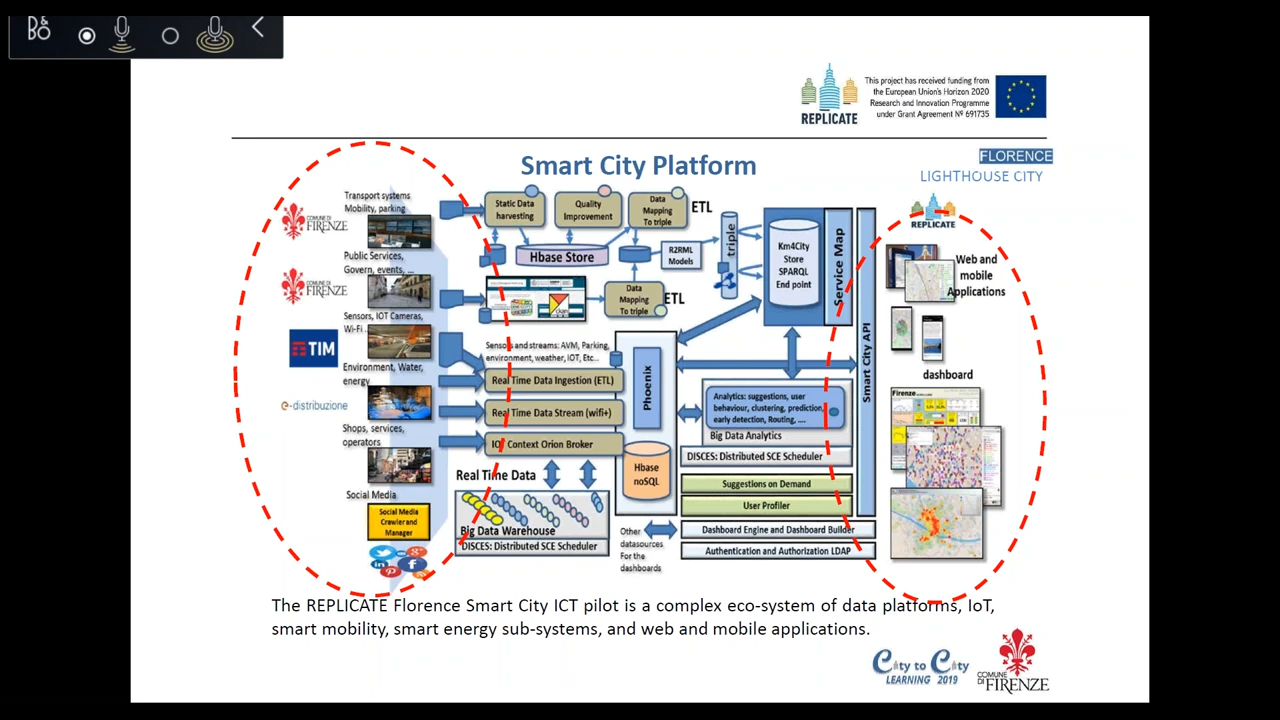 B&O
REPLICATE
This project has received funding from
the European Union's Horizon 2020
Research and Innovation Programme
under Grant Agreement Nº 691735
FLORENCE
LIGHTHOUSE CITY
REPLICATE
Smart City Platform
Transport systems
Mobility, parking
COMUNE DI
FIRENZE
Public Services,
Govern, events, ...
COMUNE DI
FIRENZE
Sensors, IOT Cameras,
Wi-Fi ..
TIM
Environment, Water,
energy
e-distribuzione
Shops, services,
operators
Social Media
Social Media
Crawler and
Manager
Static Data
harvesting
Quality
Improvement
Data
Mapping
To triple
ETL
Hbase Store
R2RML
Models
triple
Km4City
Store
SPARQL
End point
Service Map
Smart City API
Data
Mapping
To triple
ETL
ckan
Sensors and streams: AVM, Parking,
environment, weather, IOT, Etc...
Real Time Data Ingestion (ETL)
Real Time Data Stream (wifi+)
Context Orion Broker
Real Time Data
Big Data Warehouse
DISCES: Distributed SCE Scheduler
Phoenix
Hbase
noSQL
Analytics: suggestions, user
behaviour, clustering, prediction,
early detection, Routing, ....
Big Data Analytics
DISCES: Distributed SCE Scheduler
Suggestions on Demand
User Profiler
Other
datasources
For the
dashboards
Dashboard Engine and Dashboard Builder
Authentication and Authorization LDAP
Web and
mobile
Applications
dashboard
Firenze
The REPLICATE Florence Smart City ICT pilot is a complex eco-system of data platforms, IoT,
smart mobility, smart energy sub-systems, and web and mobile applications.
City to City
LEARNING 2019
COMUNE
DI FIRENZE